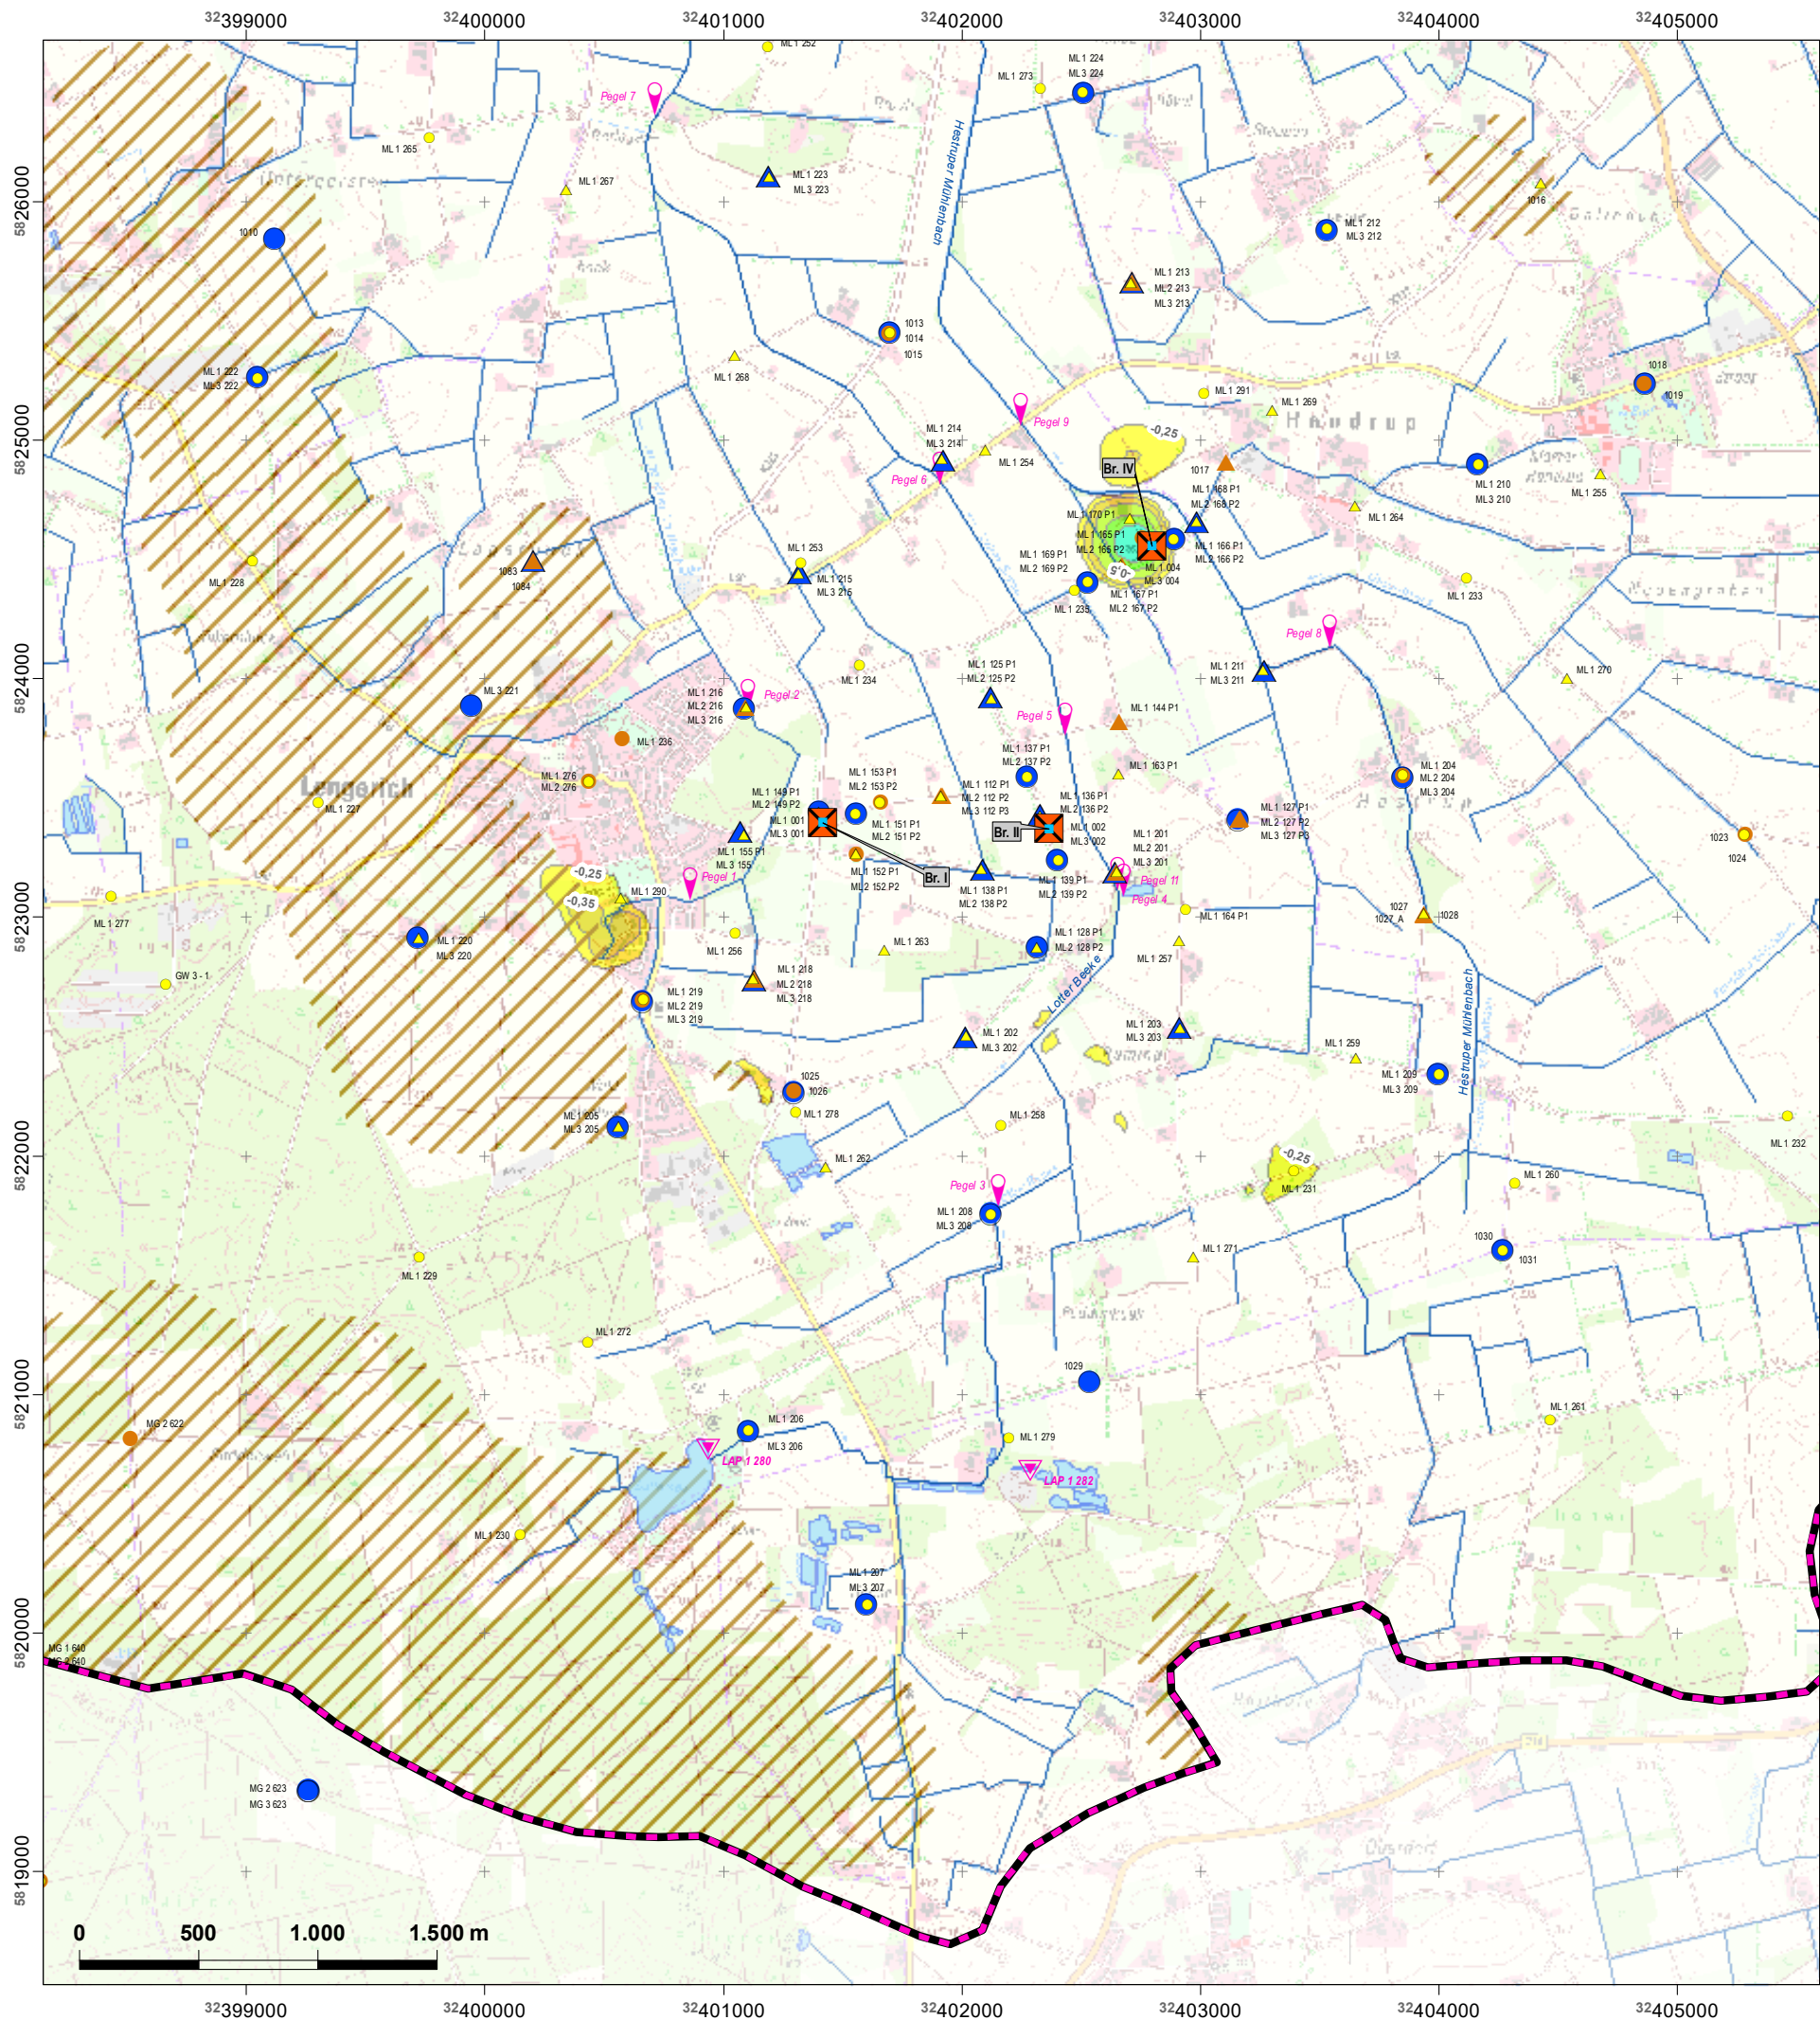 32399000 32400000 32401000 32402000 32403000 32404000 32405000
5826000
5825000
5824000
5823000
5822000
5821000
5820000
5819000
ML 1 252
ML 1 273
ML 1 224
ML 3 224
Pegel 7
ML 1 265
ML 1 267
ML 1 223
ML 3 223
Hestruper Mühlenbach
1016
1010
ML 1 212
ML 3 212
ML 1 213
ML 2 213
ML 3 213
1013
1014
1015
ML 1 222
ML 3 222
ML 1 268
1018
1019
ML 1 291
ML 1 269
Handrup
Pegel 9
-0,25
ML 1 214
ML 3 214
ML 1 254
Pegel 6
Br. IV
1017
ML 1 168 P1
ML 2 168 P2
ML 1 210
ML 3 210
ML 1 255
ML 1 264
ML 1 170 P1
ML 1 165 P1
ML 2 165 P2
ML 1 166 P1
ML 2 166 P2
ML 1 004
ML 3 004
-0,5
ML 1 169 P1
ML 2 169 P2
ML 1 167 P1
ML 2 167 P2
ML 1 235
ML 1 233
1083
1084
ML 1 228
ML 1 253
ML 1 215
ML 3 215
Pegel 8
ML 1 234
ML 1 125 P1
ML 2 125 P2
ML 1 211
ML 3 211
ML 1 270
ML 3 221
ML 1 216
ML 2 216
ML 3 216
Pegel 2
Pegel 5
ML 1 144 P1
ML 1 236
ML 1 137 P1
ML 2 137 P2
ML 1 163 P1
ML 1 204
ML 2 204
ML 3 204
Lengerich
ML 1 227
ML 1 276
ML 2 276
ML 1 149 P1
ML 2 149 P2
ML 1 001
ML 3 001
ML 1 153 P1
ML 2 153 P2
ML 1 151 P1
ML 2 151 P2
ML 1 112 P1
ML 2 112 P2
ML 3 112 P3
ML 1 136 P1
ML 2 136 P2
Br. II
ML 1 002
ML 3 002
ML 1 127 P1
ML 2 127 P2
ML 3 127 P3
1023
1024
ML 1 155 P1
ML 3 155
ML 1 152 P1
ML 2 152 P2
Br. I
ML 1 138 P1
ML 2 138 P2
ML 1 139 P1
ML 2 139 P2
ML 1 201
ML 2 201
ML 3 201
Pegel 11
Pegel 4
Pegel 1
-0,25
-0,35
ML 1 290
ML 1 277
ML 1 164 P1
1027
1027_A
1028
ML 1 220
ML 3 220
ML 1 256
ML 1 263
ML 1 128 P1
ML 2 128 P2
ML 1 257
GW 3 - 1
ML 1 218
ML 2 218
ML 3 218
ML 1 219
ML 2 219
ML 3 219
Lotter Beeke
Hestruper Mühlenbach
ML 1 202
ML 3 202
ML 1 203
ML 3 203
ML 1 259
ML 1 209
ML 3 209
1025
1026
ML 1 278
ML 1 205
ML 3 205
ML 1 258
ML 1 232
ML 1 262
-0,25
ML 1 231
ML 1 260
Pegel 3
ML 1 208
ML 3 208
ML 1 229
ML 1 271
1030
1031
ML 1 272
1029
MG 2 622
ML 1 206
ML 3 206
LAP 1 280
ML 1 279
LAP 1 282
ML 1 261
ML 1 230
ML 1 207
ML 3 207
MG 1 640
MG 2 640
MG 2 623
MG 3 623
0 500 1.000 1.500 m
32399000 32400000 32401000 32402000 32403000 32404000 32405000